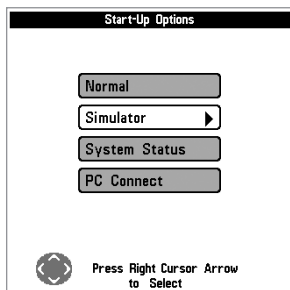 Start-Up Options
Normal
Simulator
System Status
PC Connect
Press Right Cursor Arrow
to Select